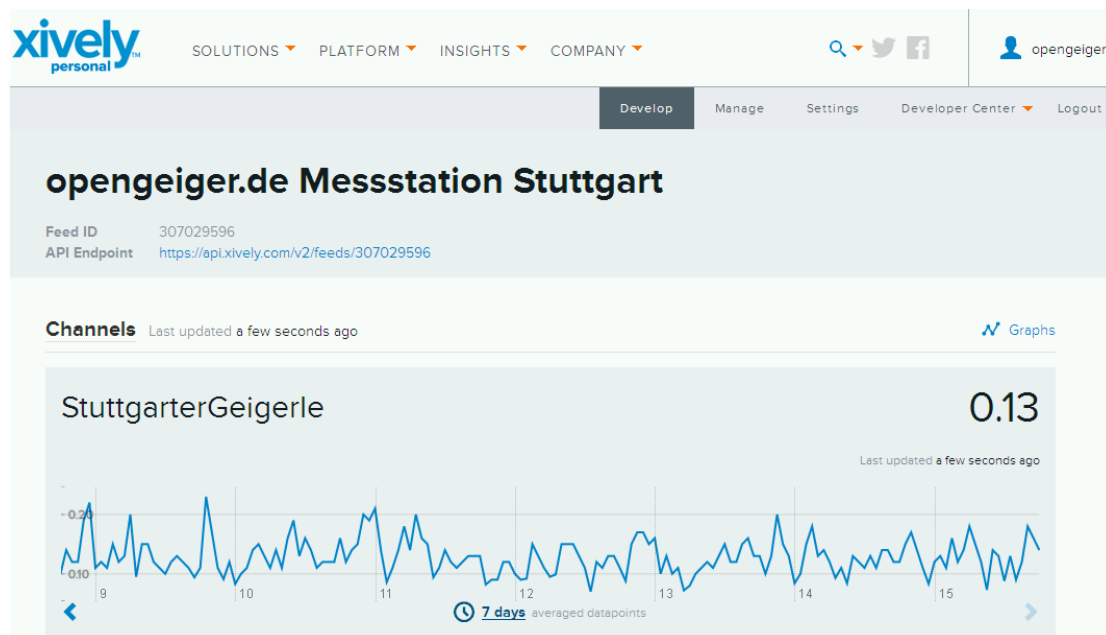 xively™
personal
SOLUTIONS PLATFORM INSIGHTS COMPANY opengeiger
Develop Manage Settings Developer Center Logout
opengeiger.de Messstation Stuttgart
Feed ID 307029596
API Endpoint https://api.xively.com/v2/feeds/307029596
Channels Last updated a few seconds ago Graphs
StuttgarterGeigerle 0.13
Last updated a few seconds ago
0.20
0.10
9 10 11 12 13 14 15
7 days averaged datapoints